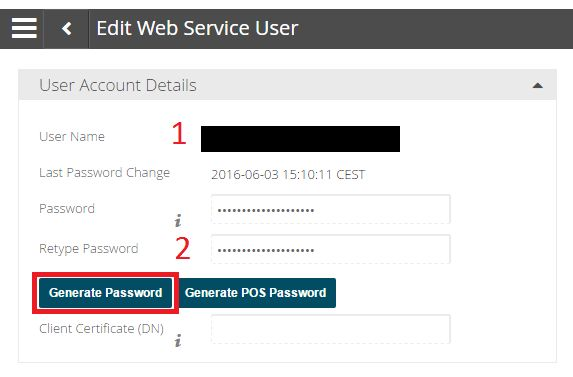 Edit Web Service User
User Account Details
User Name 1
Last Password Change 2016-06-03 15:10:11 CEST
Password i ••••••••••••••••••••
Retype Password 2 ••••••••••••••••••••
Generate Password Generate POS Password
Client Certificate (DN) i